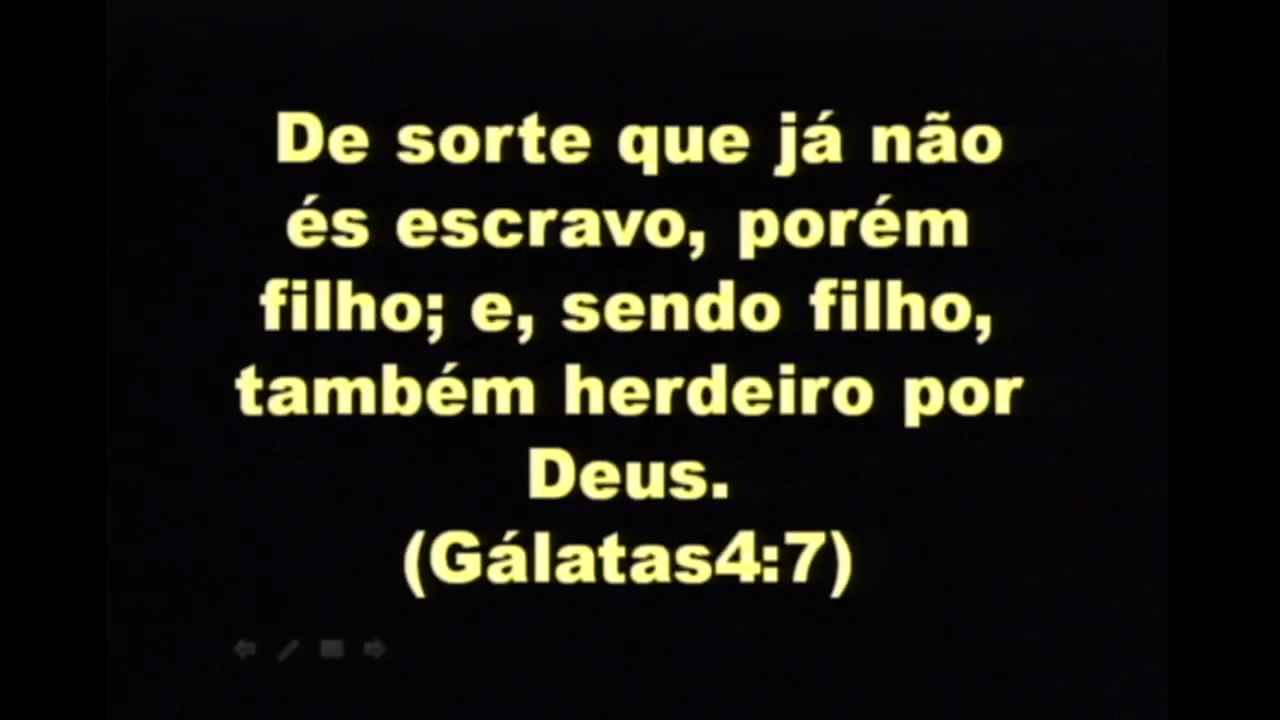 De sorte que já não
és escravo, porém
filho; e, sendo filho,
também herdeiro por
Deus.
(Gálatas4:7)